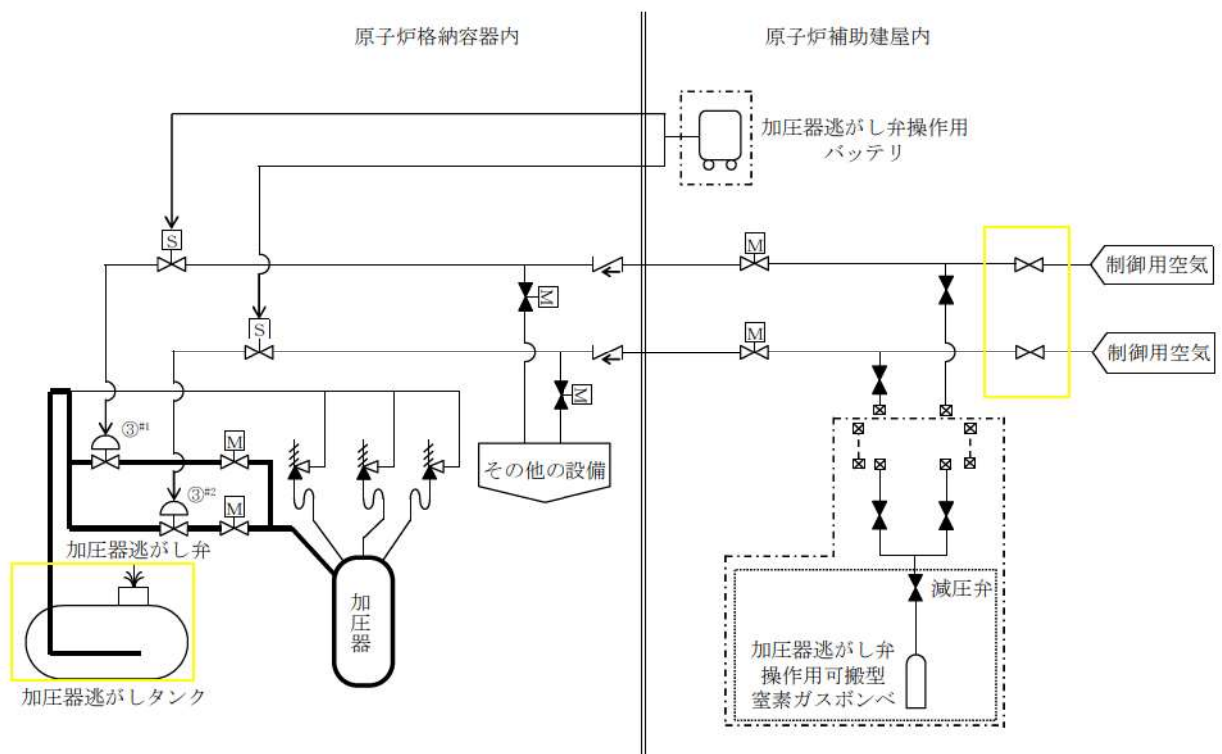 原子炉格納容器内
原子炉補助建屋内
加圧器逃がし弁操作用
バッテリ
S
M
制御用空気
M
S
M
制御用空気
M
③#1
M
その他の設備
③#2
M
加圧器逃がし弁
減圧弁
加圧器
加圧器逃がし弁
操作用可搬型
窒素ガスボンベ
加圧器逃がしタンク